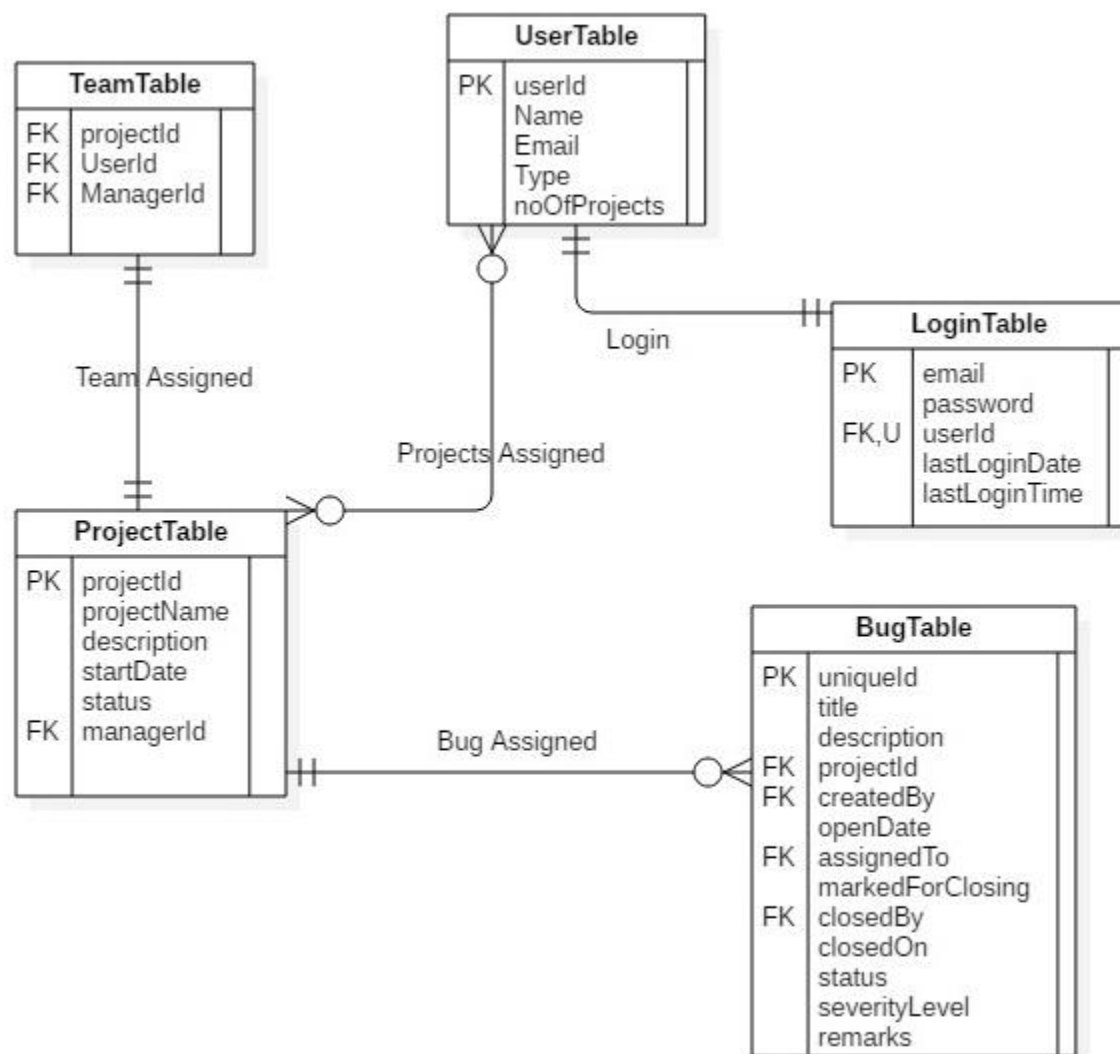 UserTable
PK userId
Name
Email
Type
noOfProjects
TeamTable
FK projectId
FK UserId
FK ManagerId
Login
LoginTable
PK email
password
FK,U userId
lastLoginDate
lastLoginTime
Team Assigned
Projects Assigned
ProjectTable
PK projectId
projectName
description
startDate
status
FK managerId
Bug Assigned
BugTable
PK uniqueId
title
description
FK projectId
FK createdBy
openDate
FK assignedTo
markedForClosing
FK closedBy
closedOn
status
severityLevel
remarks